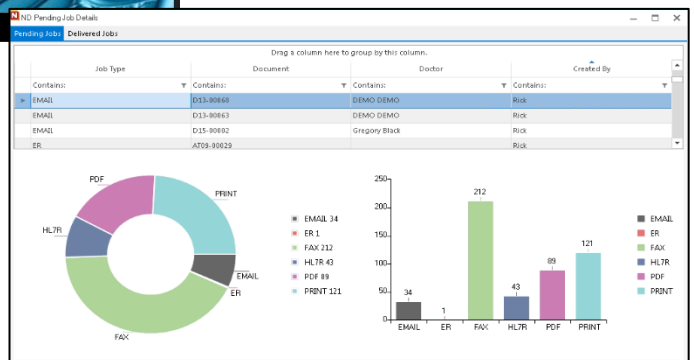 ND Pending Job Details
Pending Jobs Delivered Jobs
Drag a column here to group by this column.
Job Type Document Doctor Created By
Contains: Contains: Contains: Contains:
EMAIL D13-00060 DEMO DEMO Rick
EMAIL D13-00063 DEMO DEMO Rick
EMAIL D15-00002 Gregory Black Rick
ER AT09-00029 Rick
PDF
PRINT
HL7R
EMAIL
ER
FAX
EMAIL 34
ER 1
FAX 212
HL7R 43
PDF 89
PRINT 121
250
200
150
100
50
0
34
1
212
43
89
121
EMAIL ER FAX HL7R PDF PRINT
EMAIL
ER
FAX
HL7R
PDF
PRINT